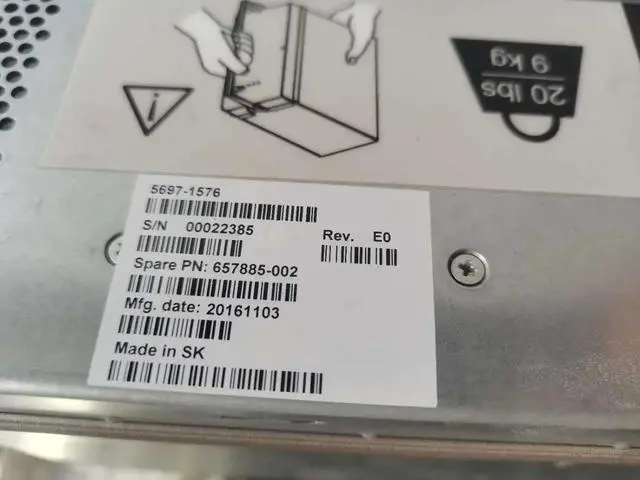 20 lbs
9 kg
5697-1576
S/N 00022385
Rev. E0
Spare PN: 657885-002
Mfg. date: 20161103
Made in SK